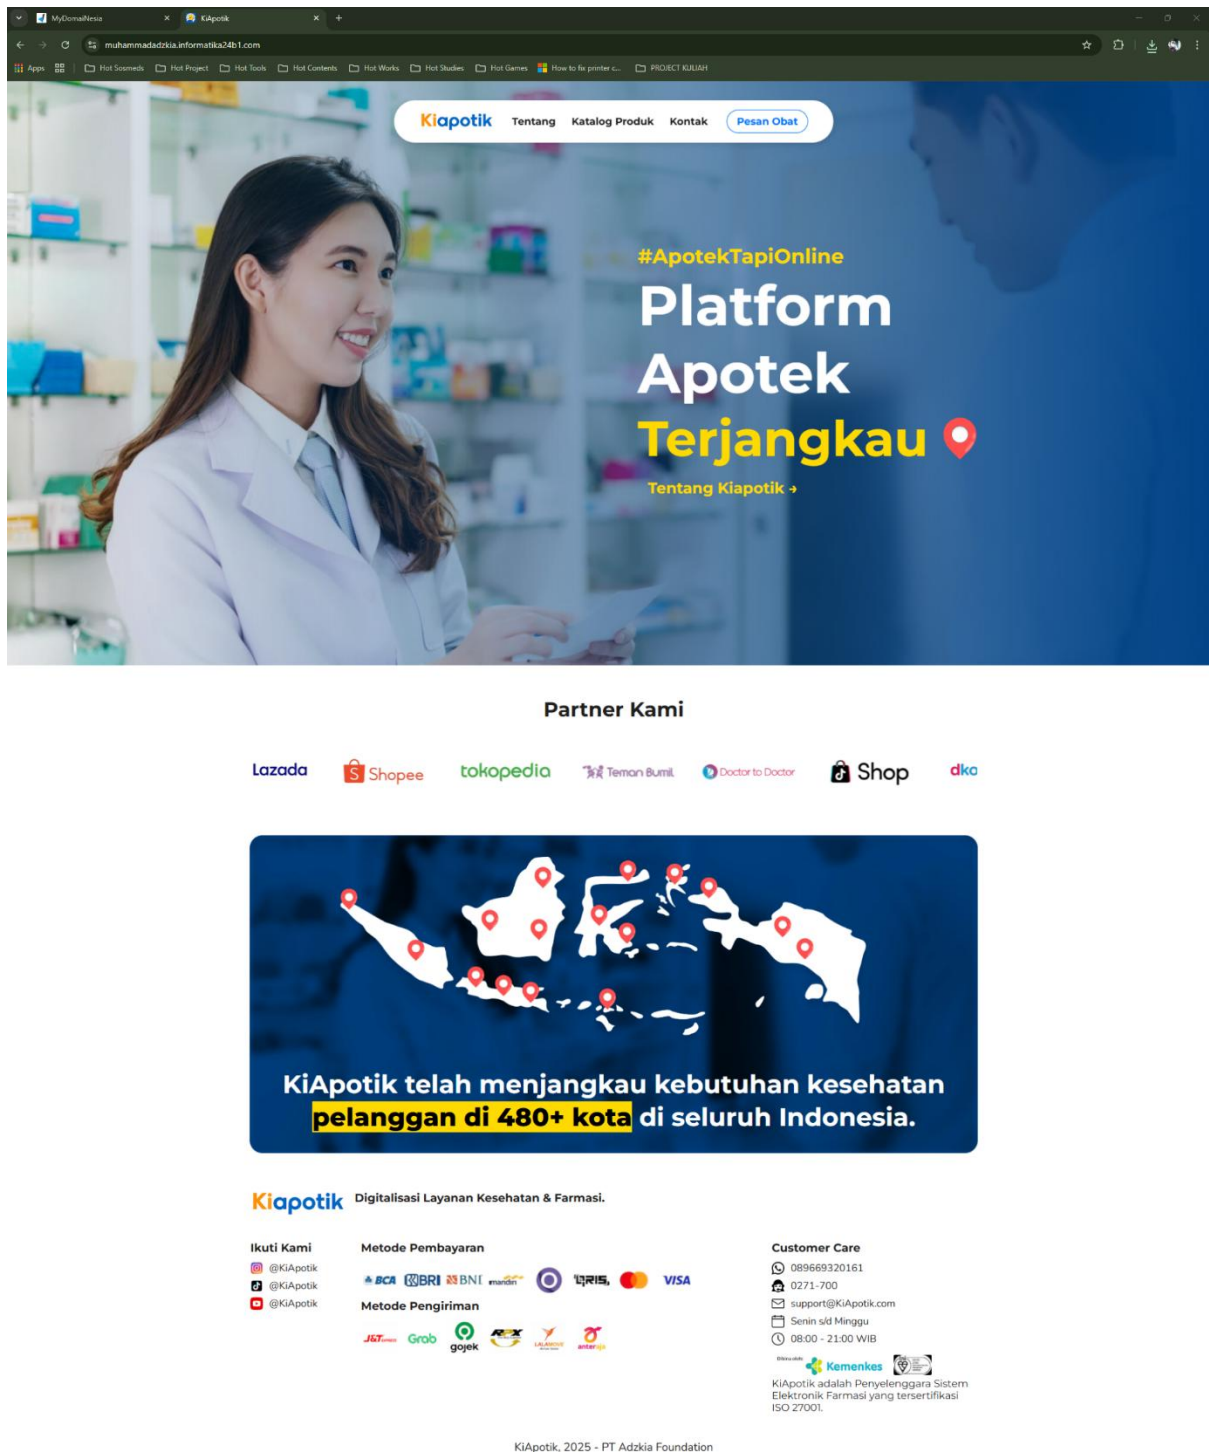 MyDomaiNesia
KiApotik
muhammadadzkia.informatika24b1.com
Apps
Hot Sosmeds
Hot Project
Hot Tools
Hot Contents
Hot Works
Hot Studies
Hot Games
How to fix printer c...
PROJECT KULIAH
Kiapotik
Tentang
Katalog Produk
Kontak
Pesan Obat
#ApotekTapiOnline
Platform
Apotek
Terjangkau
Tentang Kiapotik →
Partner Kami
Lazada
Shopee
tokopedia
Teman Bumil
Doctor to Doctor
Shop
dko
KiApotik telah menjangkau kebutuhan kesehatan
pelanggan di 480+ kota di seluruh Indonesia.
Kiapotik
Digitalisasi Layanan Kesehatan & Farmasi.
Ikuti Kami
@KiApotik
@KiApotik
@KiApotik
Metode Pembayaran
BCA
BRI
BNI
mandiri
QRIS
VISA
Metode Pengiriman
J&T EXPRESS
Grab
gojek
RPX
LALAMOVE
anteraja
Customer Care
089669320161
0271-700
support@KiApotik.com
Senin s/d Minggu
08:00 - 21:00 WIB
Kemenkes
KiApotik adalah Penyelenggara Sistem
Elektronik Farmasi yang tersertifikasi
ISO 27001.
KiApotik, 2025 - PT Adzkia Foundation